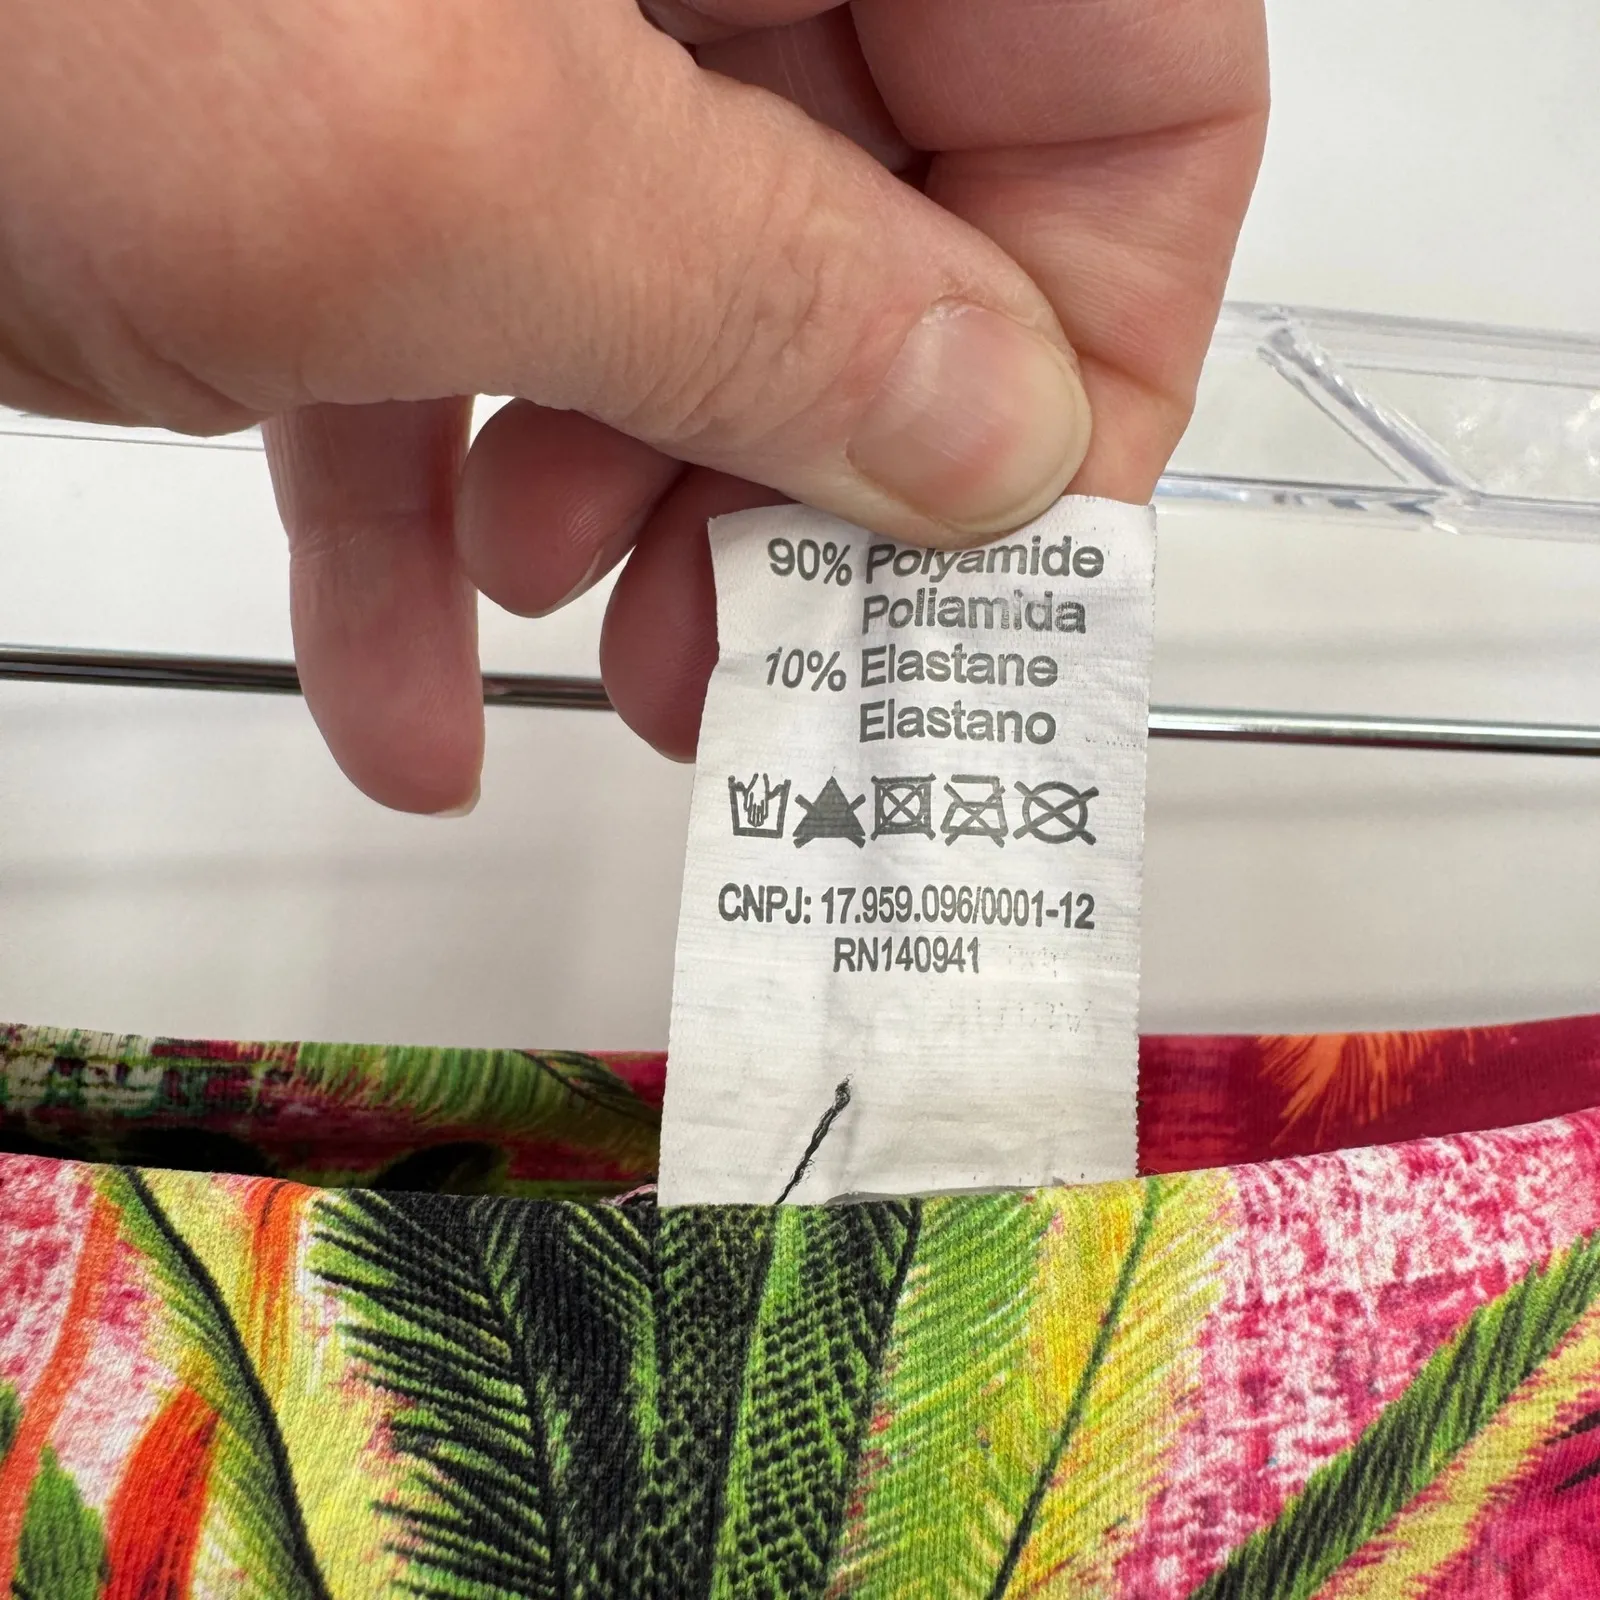 90% Polyamide
Poliamida
10% Elastane
Elastano
CNPJ: 17.959.096/0001-12
RN140941